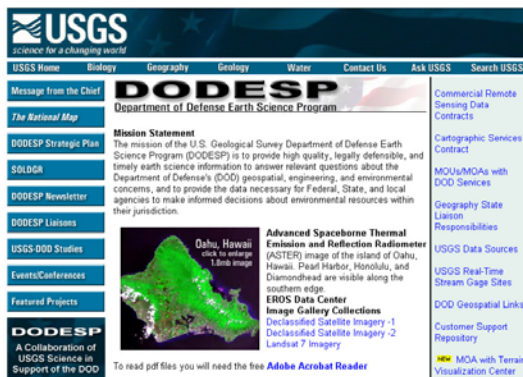 USGS
science for a changing world
USGS Home Biology Geography Geology Water Contact Us Ask USGS Search USGS
Message from the Chief
The National Map
DODESP Strategic Plan
SOLDGR
DODESP Newsletter
DODESP Liaisons
USGS-DOD Studies
Events/Conferences
Featured Projects
DODESP
A Collaboration of
USGS Science in
Support of the DOD
DODESP
Department of Defense Earth Science Program
Mission Statement
The mission of the U.S. Geological Survey Department of Defense Earth
Science Program (DODESP) is to provide high quality, legally defensible, and
timely earth science information to answer relevant questions about the
Department of Defense's (DOD) geospatial, engineering, and environmental
concerns, and to provide the data necessary for Federal, State, and local
agencies to make informed decisions about environmental resources within
their jurisdiction.
Oahu, Hawaii
click to enlarge
1.8mb image
Advanced Spaceborne Thermal
Emission and Reflection Radiometer
(ASTER) image of the island of Oahu,
Hawaii. Pearl Harbor, Honolulu, and
Diamondhead are visible along the
southern edge.
EROS Data Center
Image Gallery Collections
Declassified Satellite Imagery -1
Declassified Satellite Imagery -2
Landsat 7 Imagery
To read pdf files you will need the free Adobe Acrobat Reader
Commercial Remote
Sensing Data
Contracts
Cartographic Services
Contract
MOUs/MOAs with
DOD Services
Geography State
Liaison
Responsibilities
USGS Data Sources
USGS Real-Time
Stream Gage Sites
DOD Geospatial Links
Customer Support
Repository
NEW MOA with Terrain
Visualization Center